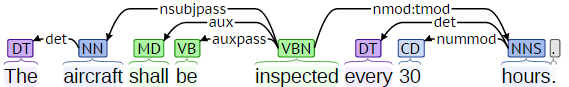 nsubjpass nmod:tmod
aux det
det auxpass nummod
DT NN MD VB VBN DT CD NNS .
The aircraft shall be inspected every 30 hours.